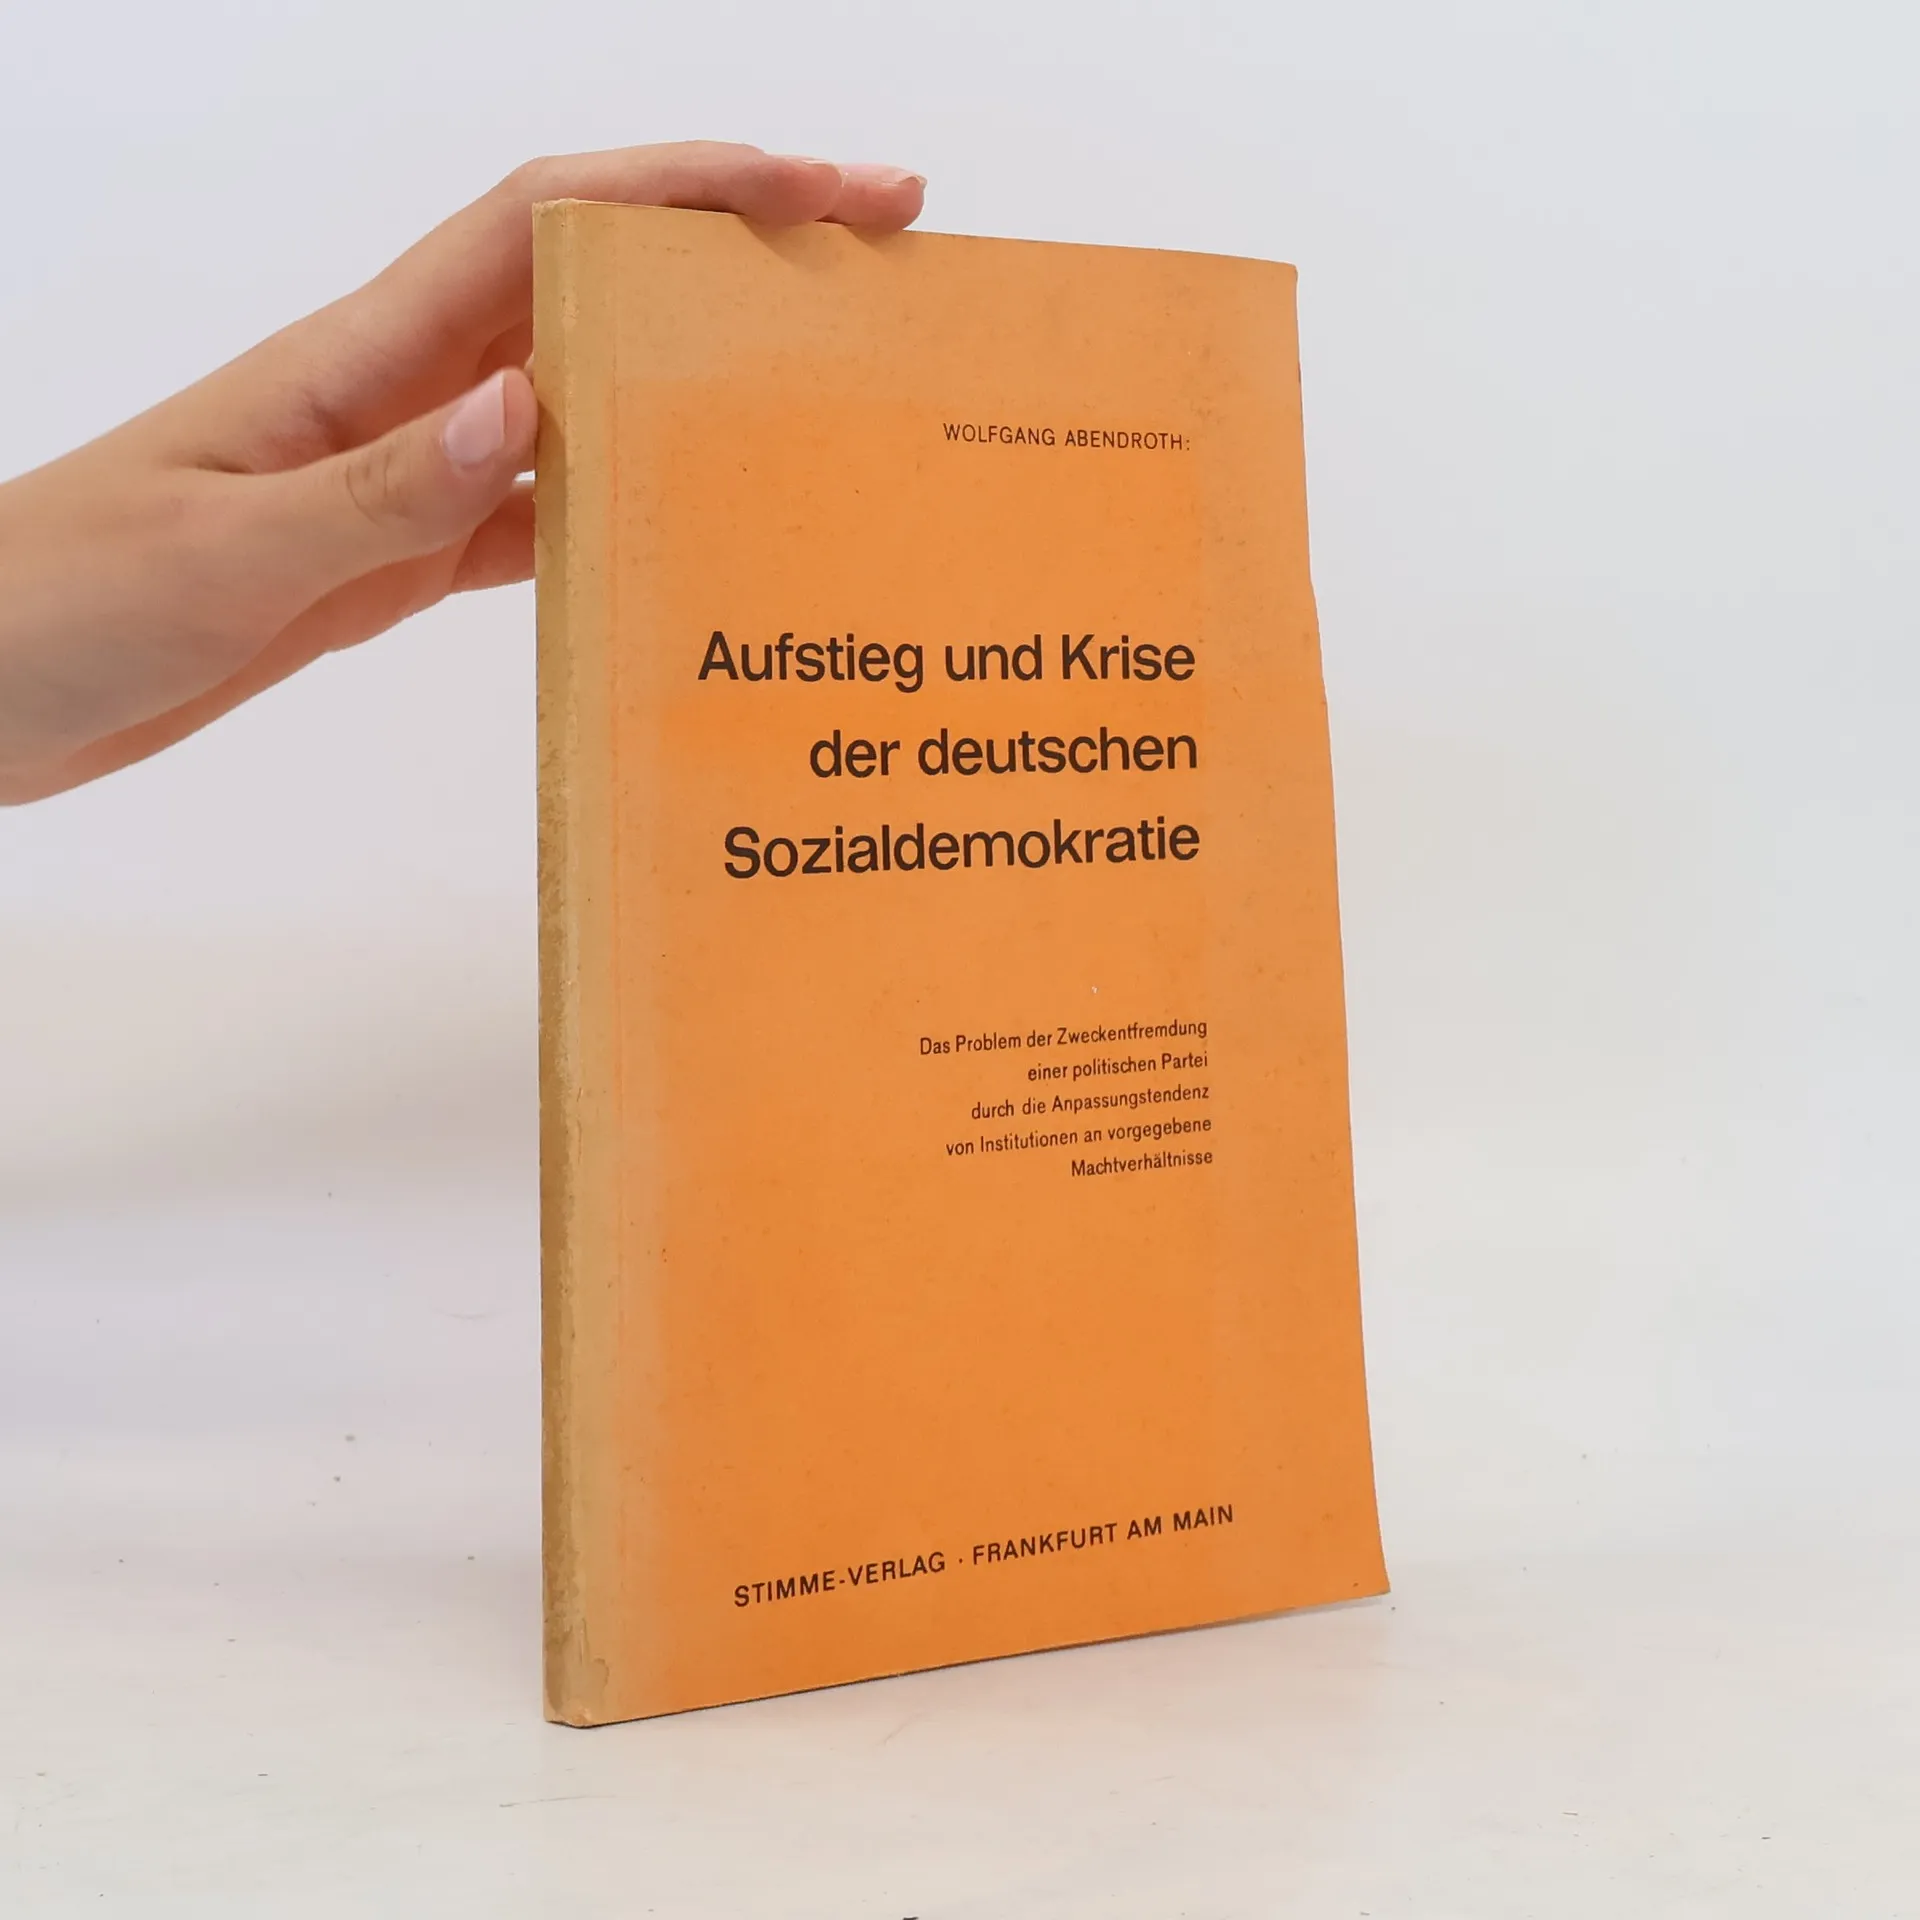 WOLFGANG ABENDROTH:
Aufstieg und Krise
der deutschen
Sozialdemokratie
Das Problem der Zweckentfremdung
einer politischen Partei
durch die Anpassungstendenz
von Institutionen an vorgegebene
Machtverhältnisse
STIMME-VERLAG · FRANKFURT AM MAIN